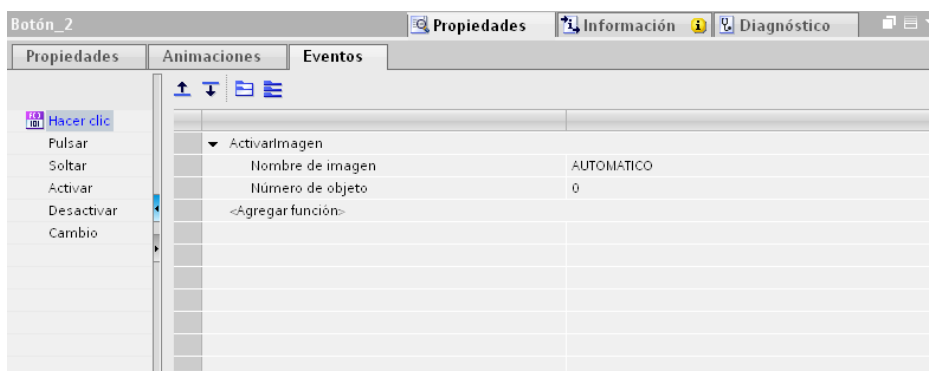 Botón_2 Propiedades Información Diagnóstico
Propiedades Animaciones Eventos
Hacer clic
Pulsar ActivarImagen
Soltar Nombre de imagen AUTOMATICO
Activar Número de objeto 0
Desactivar <Agregar función>
Cambio